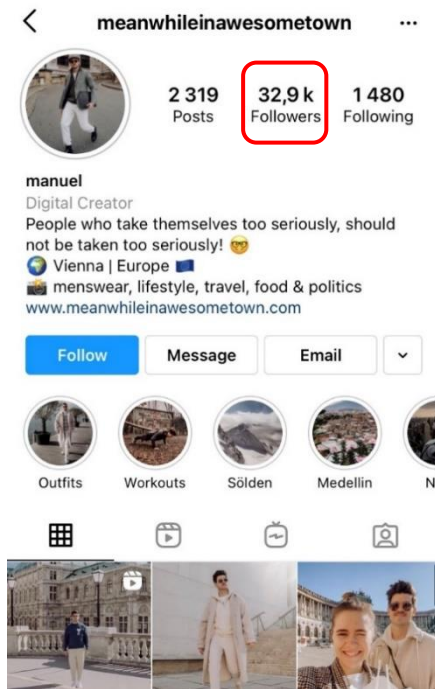 meanwhileinawesometown
2 319 32,9 k 1 480
Posts Followers Following
manuel
Digital Creator
People who take themselves too seriously, should
not be taken too seriously! 🤓
🌍 Vienna | Europe 🇪🇺
📸 menswear, lifestyle, travel, food & politics
www.meanwhileinawesometown.com
Follow Message Email
Outfits Workouts Sölden Medellin N